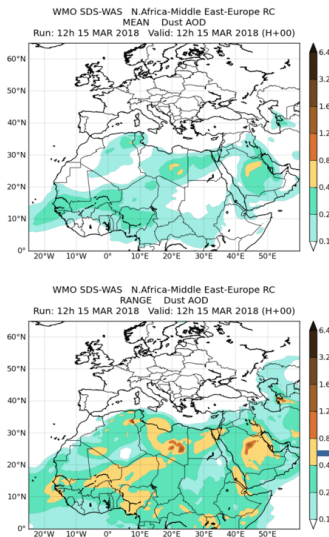 WMO SDS-WAS N.Africa-Middle East-Europe RC
MEAN Dust AOD
Run: 12h 15 MAR 2018 Valid: 12h 15 MAR 2018 (H+00)
60°N
50°N
40°N
30°N
20°N
10°N
0°
20°W 10°W 0° 10°E 20°E 30°E 40°E 50°E
6.4
3.2
1.6
1.2
0.8
0.4
0.2
0.1
WMO SDS-WAS N.Africa-Middle East-Europe RC
RANGE Dust AOD
Run: 12h 15 MAR 2018 Valid: 12h 15 MAR 2018 (H+00)
60°N
50°N
40°N
30°N
20°N
10°N
0°
20°W 10°W 0° 10°E 20°E 30°E 40°E 50°E
6.4
3.2
1.6
1.2
0.8
0.4
0.2
0.1